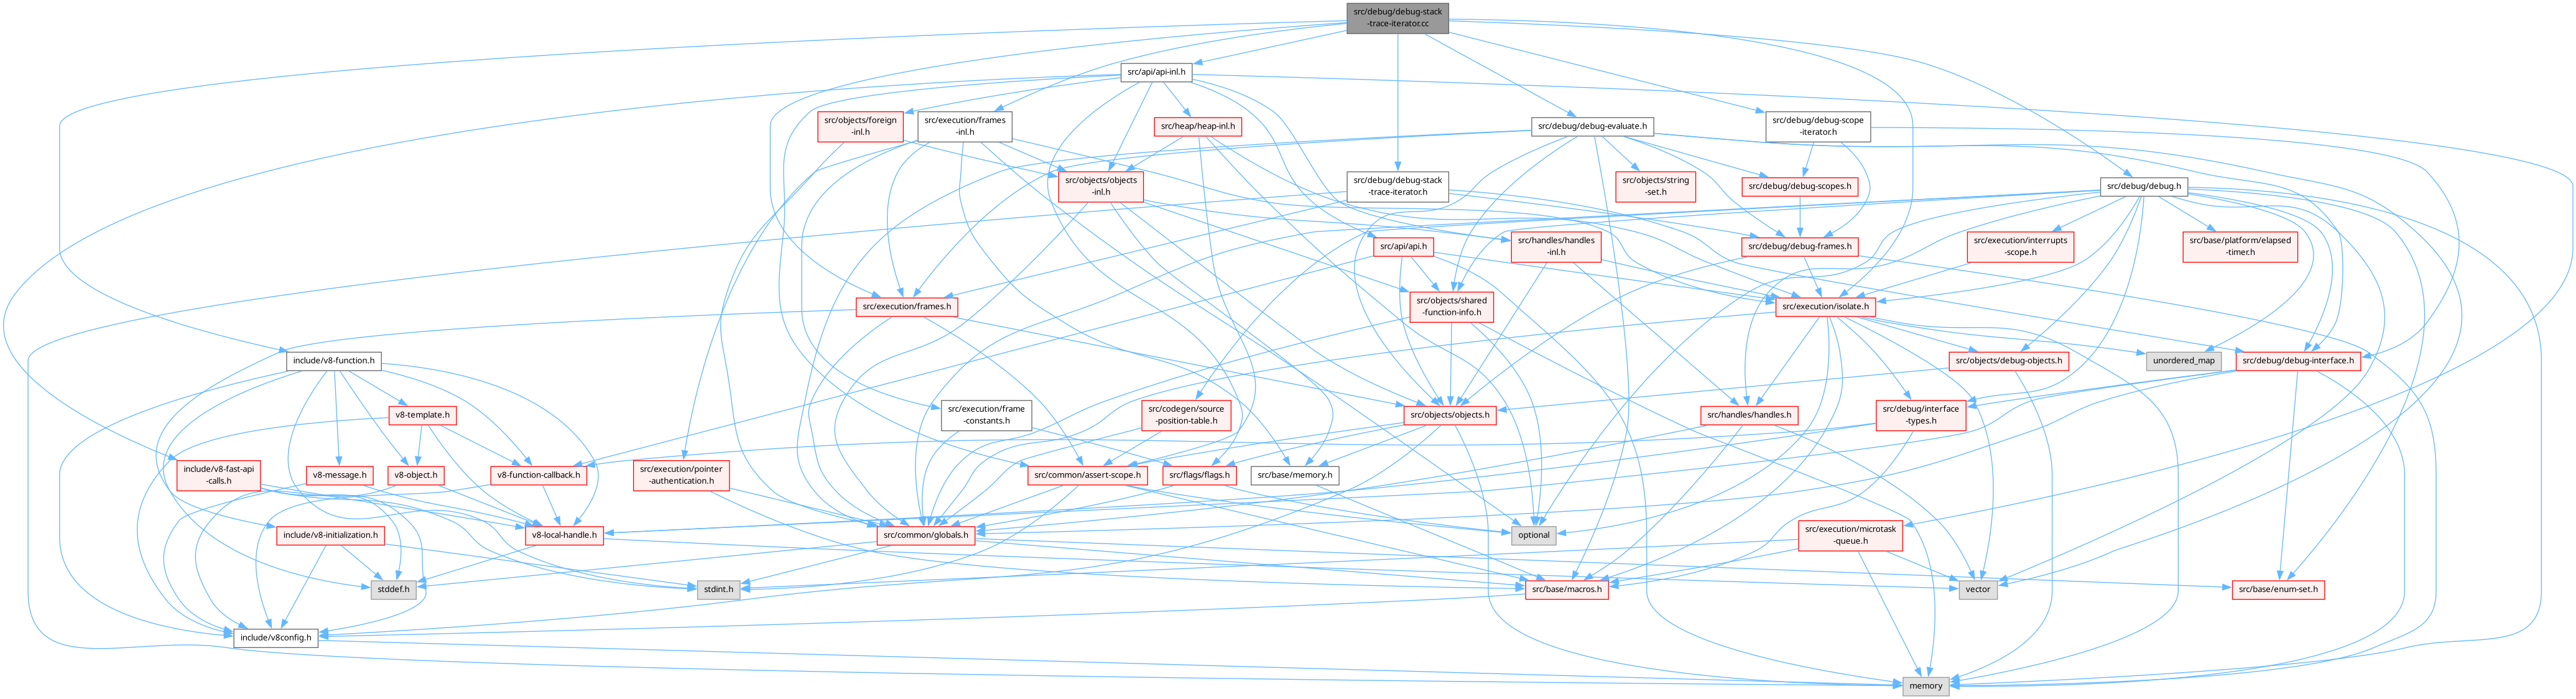 src/debug/debug-stack
-trace-iterator.cc
src/api/api-inl.h
src/objects/foreign
-inl.h
src/execution/frames
-inl.h
src/heap/heap-inl.h
src/debug/debug-evaluate.h
src/debug/debug-scope
-iterator.h
src/objects/objects
-inl.h
src/debug/debug-stack
-trace-iterator.h
src/objects/string
-set.h
src/debug/debug-scopes.h
src/debug/debug.h
src/api/api.h
src/handles/handles
-inl.h
src/debug/debug-frames.h
src/execution/interrupts
-scope.h
src/base/platform/elapsed
-timer.h
src/execution/frames.h
src/objects/shared
-function-info.h
src/execution/isolate.h
include/v8-function.h
unordered_map
src/objects/debug-objects.h
src/debug/debug-interface.h
v8-template.h
src/execution/frame
-constants.h
src/codegen/source
-position-table.h
src/objects/objects.h
src/handles/handles.h
src/debug/interface
-types.h
include/v8-fast-api
-calls.h
v8-message.h
v8-object.h
v8-function-callback.h
src/execution/pointer
-authentication.h
src/common/assert-scope.h
src/flags/flags.h
src/base/memory.h
include/v8-initialization.h
v8-local-handle.h
src/common/globals.h
optional
src/execution/microtask
-queue.h
stddef.h
stdint.h
src/base/macros.h
vector
src/base/enum-set.h
include/v8config.h
memory